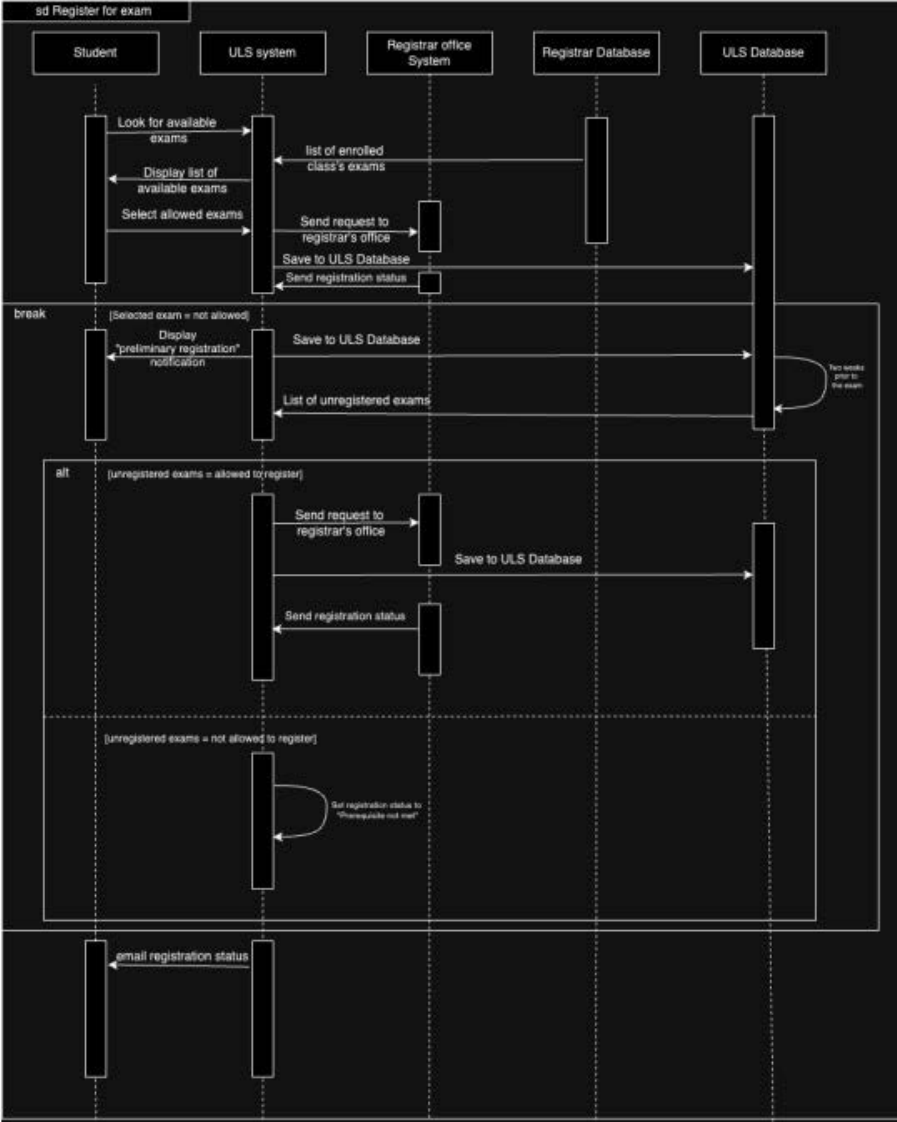 sd Register for exam
Student
ULS system
Registrar office
System
Registrar Database
ULS Database
Look for available
exams
list of enrolled
class's exams
Display list of
available exams
Select allowed exams
Send request to
registrar's office
Save to ULS Database
Send registration status
break
[Selected exam = not allowed]
Display
"preliminary registration"
notification
Save to ULS Database
Two weeks
prior to
the exam
List of unregistered exams
alt
[unregistered exams = allowed to register]
Send request to
registrar's office
Save to ULS Database
Send registration status
[unregistered exams = not allowed to register]
Set registration status to
"Prerequisite not met"
email registration status